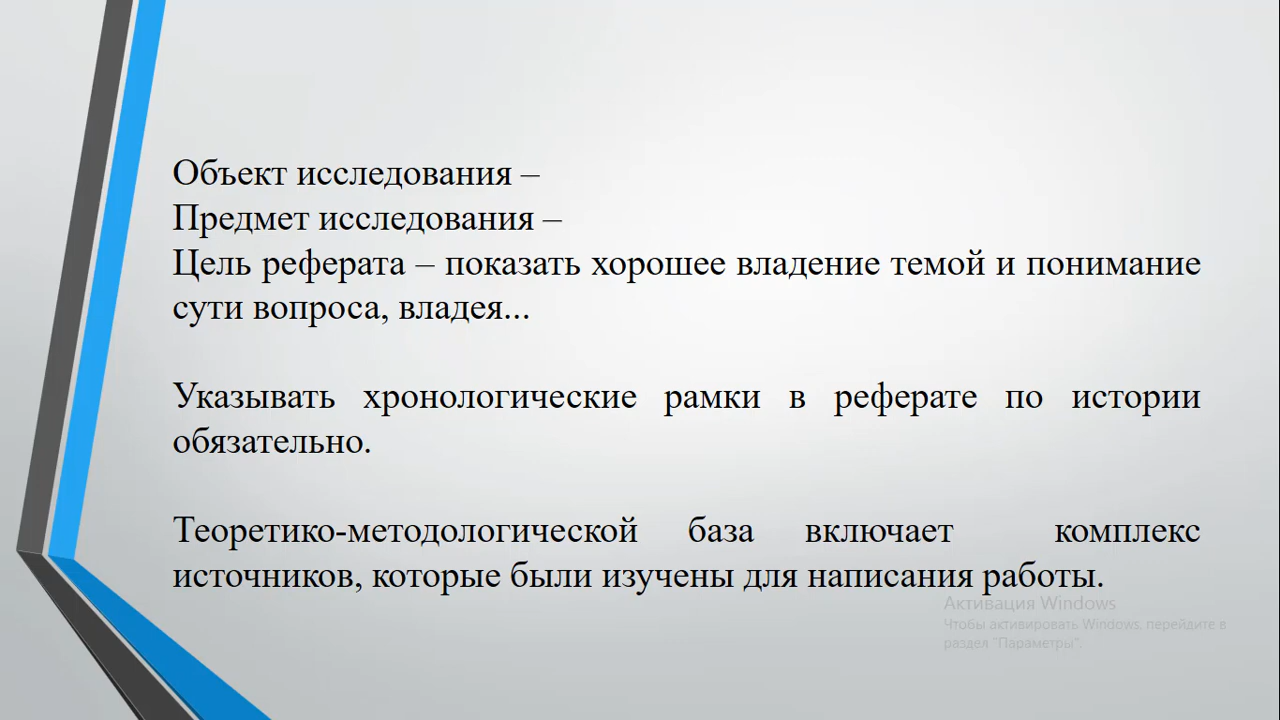 Объект исследования –
Предмет исследования –
Цель реферата – показать хорошее владение темой и понимание
сути вопроса, владея...
Указывать хронологические рамки в реферате по истории
обязательно.
Теоретико-методологической база включает комплекс
источников, которые были изучены для написания работы.
Активация Windows
Чтобы активировать Windows, перейдите в
раздел "Параметры".